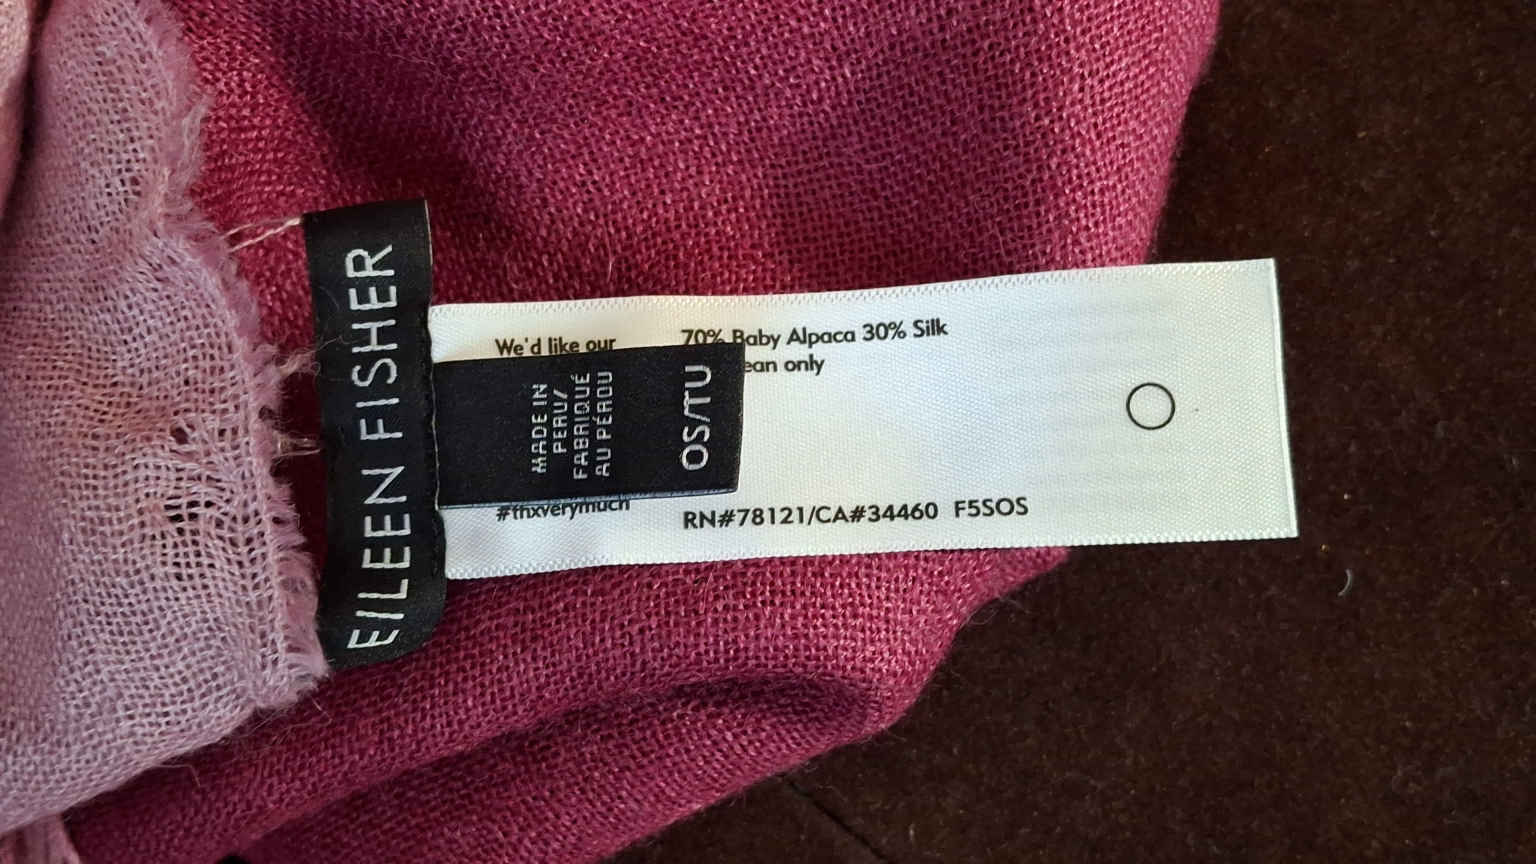 EILEEN FISHER
MADE IN
PERU/
FABRIQUÉ
AU PÉROU
OS/TU
We'd like our
#thxverymuch
70% Baby Alpaca 30% Silk
only
RN#78121/CA#34460 F5SOS